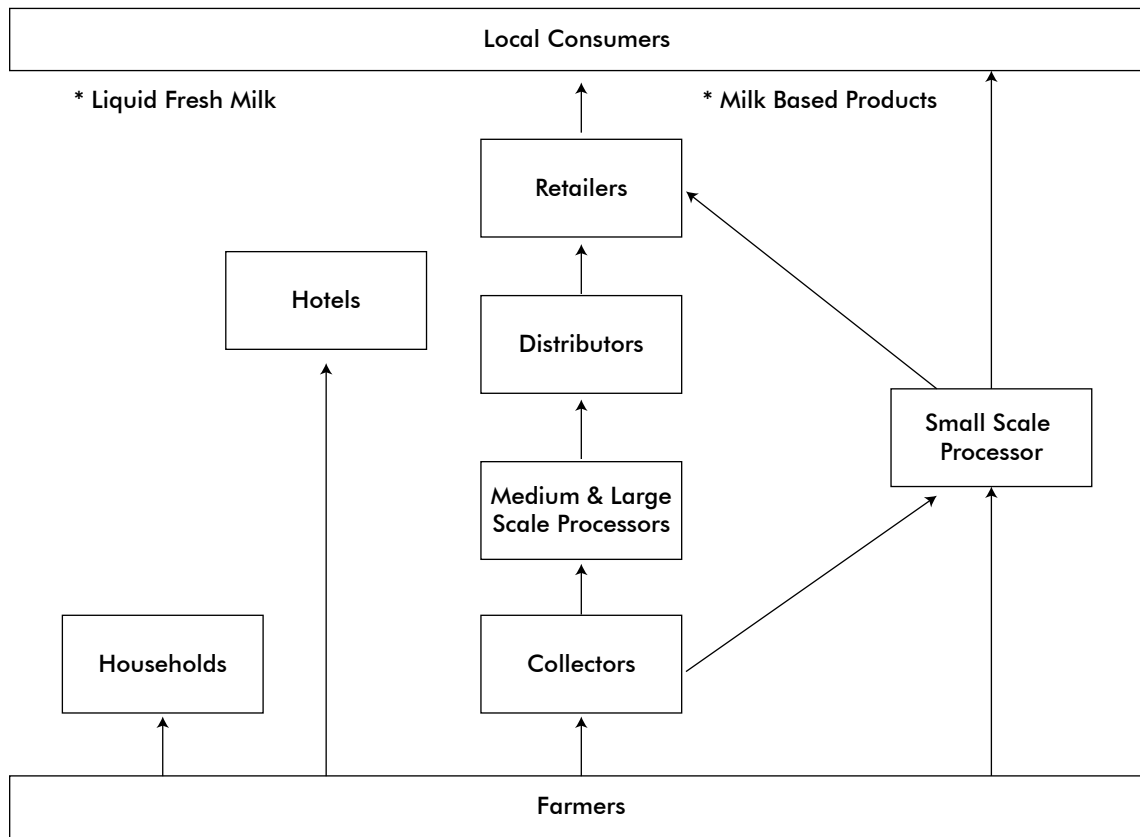 Local Consumers
* Liquid Fresh Milk
* Milk Based Products
Retailers
Hotels
Distributors
Small Scale
Processor
Medium & Large
Scale Processors
Households
Collectors
Farmers